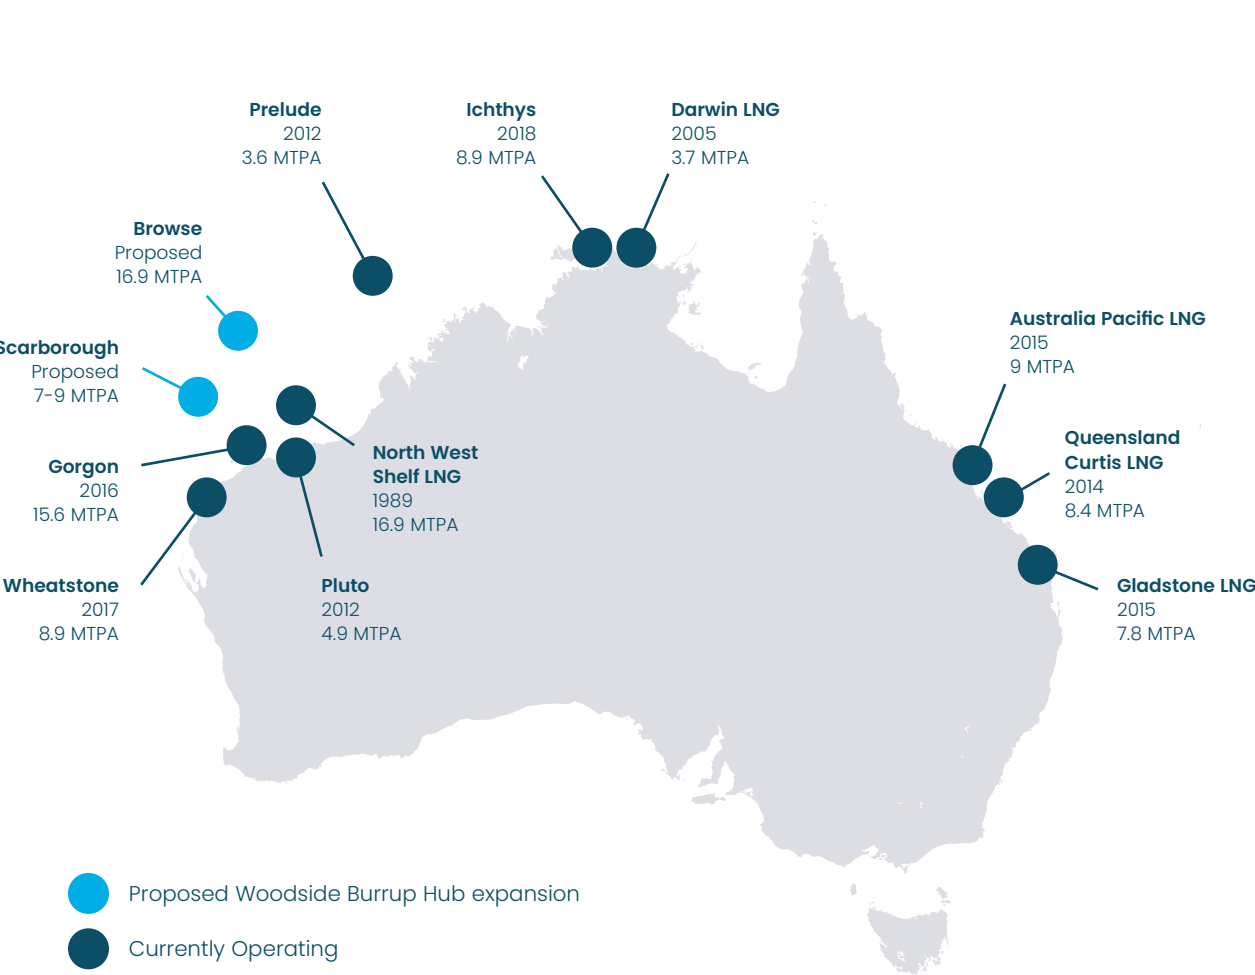 Prelude
2012
3.6 MTPA
Ichthys
2018
8.9 MTPA
Darwin LNG
2005
3.7 MTPA
Browse
Proposed
16.9 MTPA
Scarborough
Proposed
7-9 MTPA
Australia Pacific LNG
2015
9 MTPA
Queensland
Curtis LNG
2014
8.4 MTPA
North West
Shelf LNG
1989
16.9 MTPA
Gorgon
2016
15.6 MTPA
Wheatstone
2017
8.9 MTPA
Pluto
2012
4.9 MTPA
Gladstone LNG
2015
7.8 MTPA
Proposed Woodside Burrup Hub expansion
Currently Operating